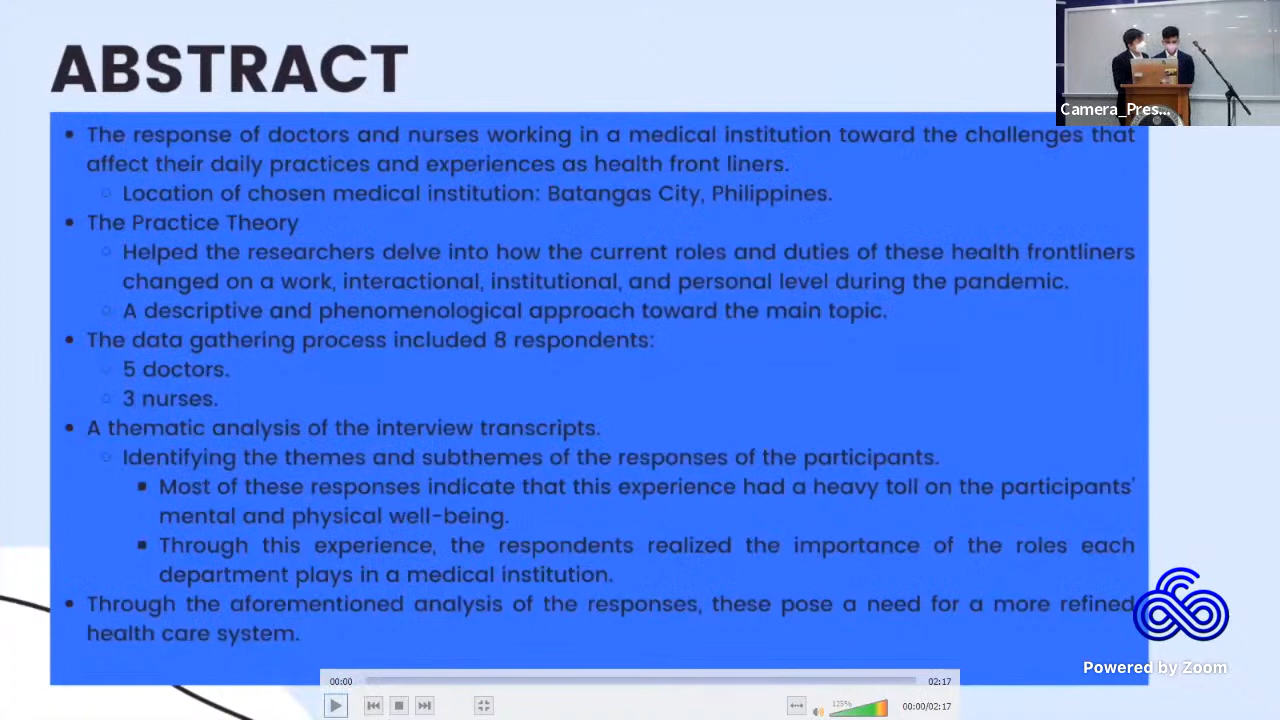 ABSTRACT
Camera_Pres...
• The response of doctors and nurses working in a medical institution toward the challenges that
affect their daily practices and experiences as health front liners.
○ Location of chosen medical institution: Batangas City, Philippines.
• The Practice Theory
○ Helped the researchers delve into how the current roles and duties of these health frontliners
changed on a work, interactional, institutional, and personal level during the pandemic.
○ A descriptive and phenomenological approach toward the main topic.
• The data gathering process included 8 respondents:
○ 5 doctors.
○ 3 nurses.
• A thematic analysis of the interview transcripts.
○ Identifying the themes and subthemes of the responses of the participants.
▪ Most of these responses indicate that this experience had a heavy toll on the participants'
mental and physical well-being.
▪ Through this experience, the respondents realized the importance of the roles each
department plays in a medical institution.
• Through the aforementioned analysis of the responses, these pose a need for a more refined
health care system.
Powered by Zoom
00:00 02:17
125% 00:00/02:17